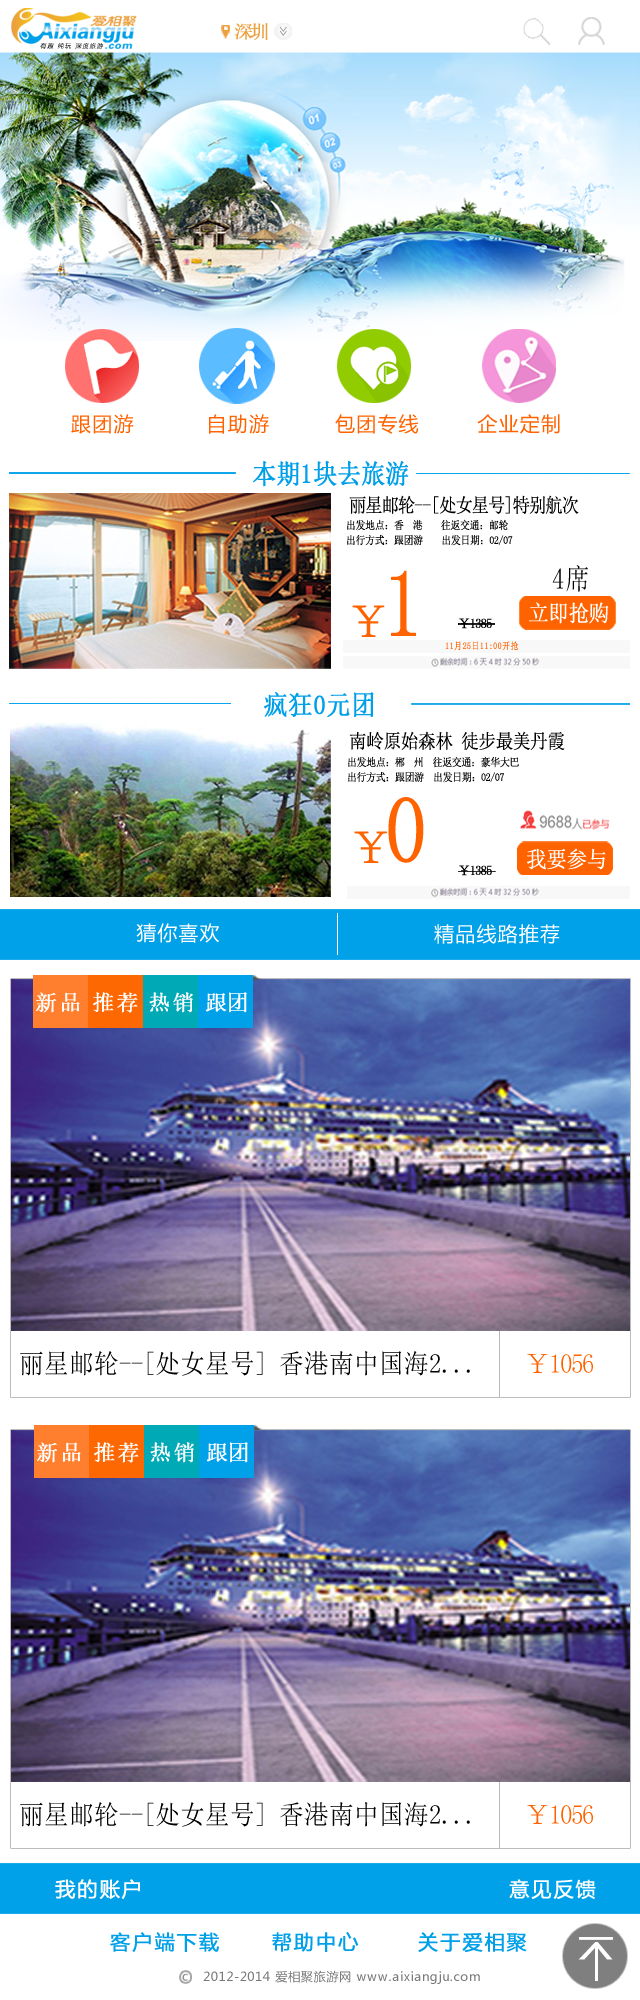 爱相聚
Aixiangju
有趣 纯玩 深度旅游 .com
深圳
01
02
03
跟团游 自助游 包团专线 企业定制
本期1块去旅游
丽星邮轮--[处女星号]特别航次
出发地点：香 港 往返交通：邮轮
出行方式：跟团游 出发日期：02/07
4席
¥1 ¥1385 立即抢购
11月25日11:00开抢
剩余时间：6 天 4 时 32 分 50 秒
疯狂0元团
南岭原始森林 徒步最美丹霞
出发地点：郴 州 往返交通：豪华大巴
出行方式：跟团游 出发日期：02/07
9688人已参与
¥0 ¥1385 我要参与
剩余时间：6 天 4 时 32 分 50 秒
猜你喜欢 精品线路推荐
新品 推荐 热销 跟团
丽星邮轮--[处女星号] 香港南中国海2... ¥1056
新品 推荐 热销 跟团
丽星邮轮--[处女星号] 香港南中国海2... ¥1056
我的账户 意见反馈
客户端下载 帮助中心 关于爱相聚
© 2012-2014 爱相聚旅游网 www.aixiangju.com